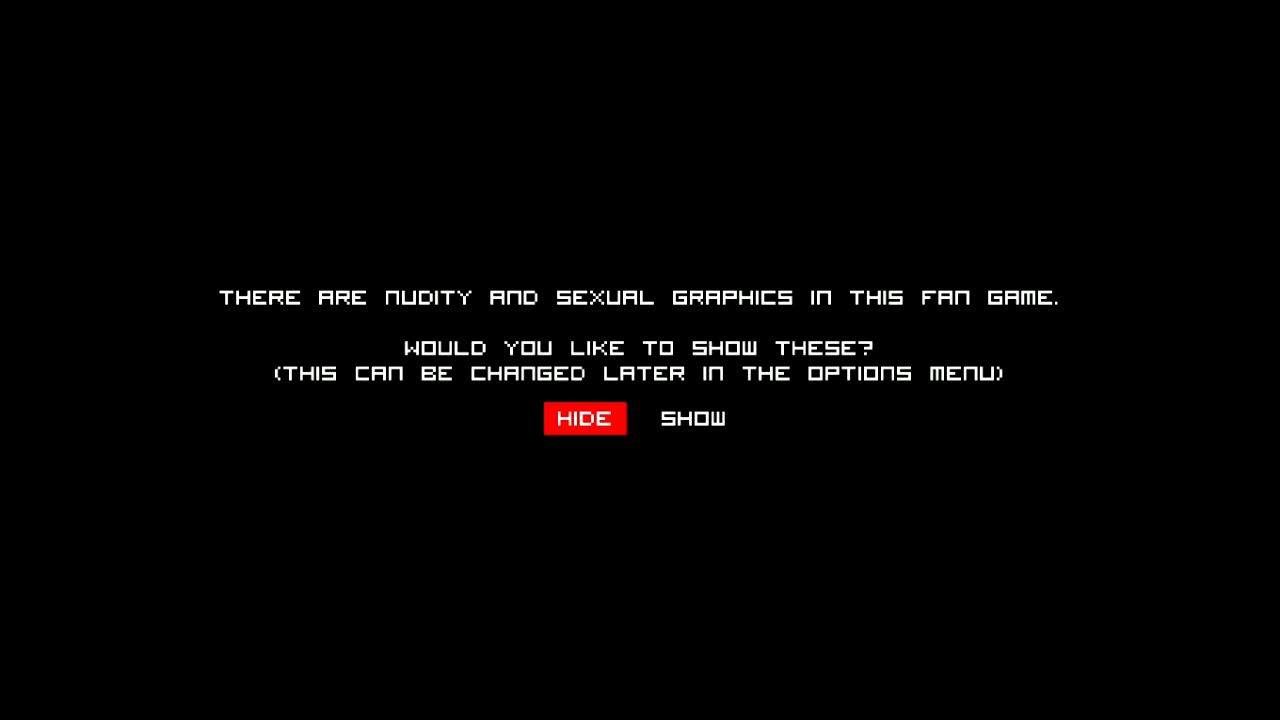 THERE ARE NUDITY AND SEXUAL GRAPHICS IN THIS FAN GAME.
WOULD YOU LIKE TO SHOW THESE?
(THIS CAN BE CHANGED LATER IN THE OPTIONS MENU)
HIDE SHOW